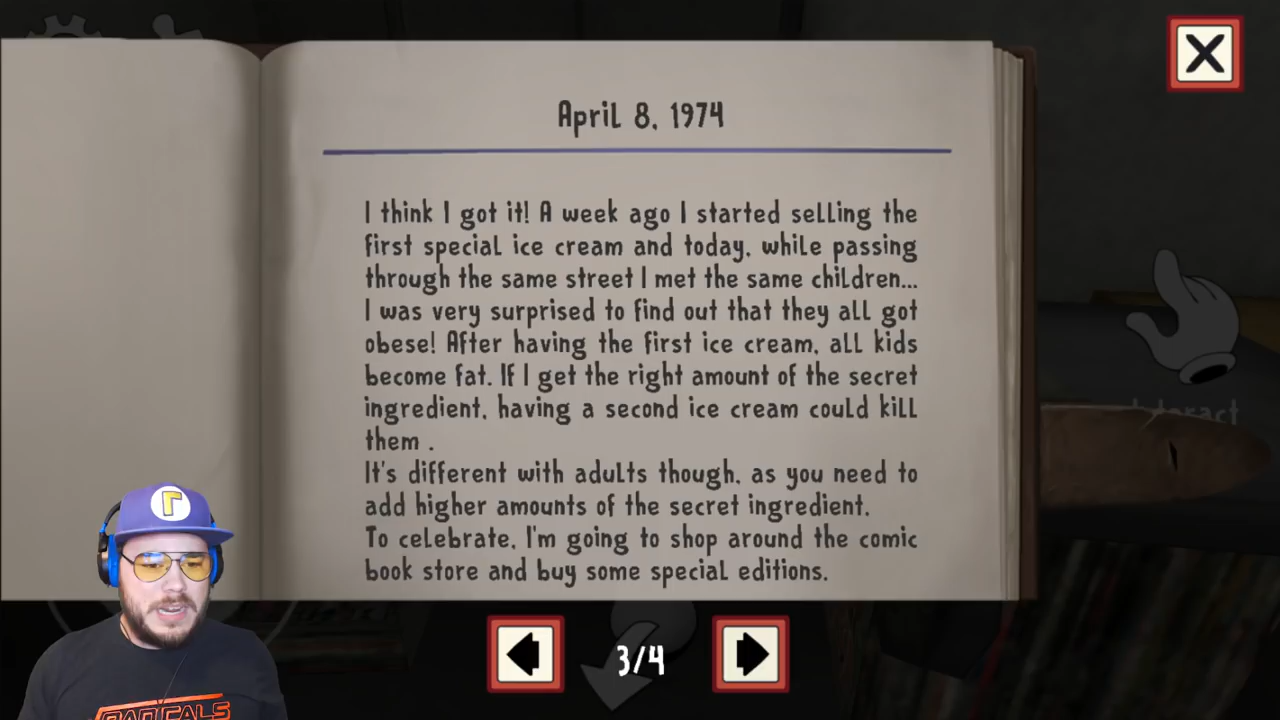 April 8, 1974
I think I got it! A week ago I started selling the
first special ice cream and today, while passing
through the same street I met the same children...
I was very surprised to find out that they all got
obese! After having the first ice cream, all kids
become fat. If I get the right amount of the secret
ingredient, having a second ice cream could kill
them .
It's different with adults though, as you need to
add higher amounts of the secret ingredient.
To celebrate, I'm going to shop around the comic
book store and buy some special editions.
Interact
3/4
RADICALS